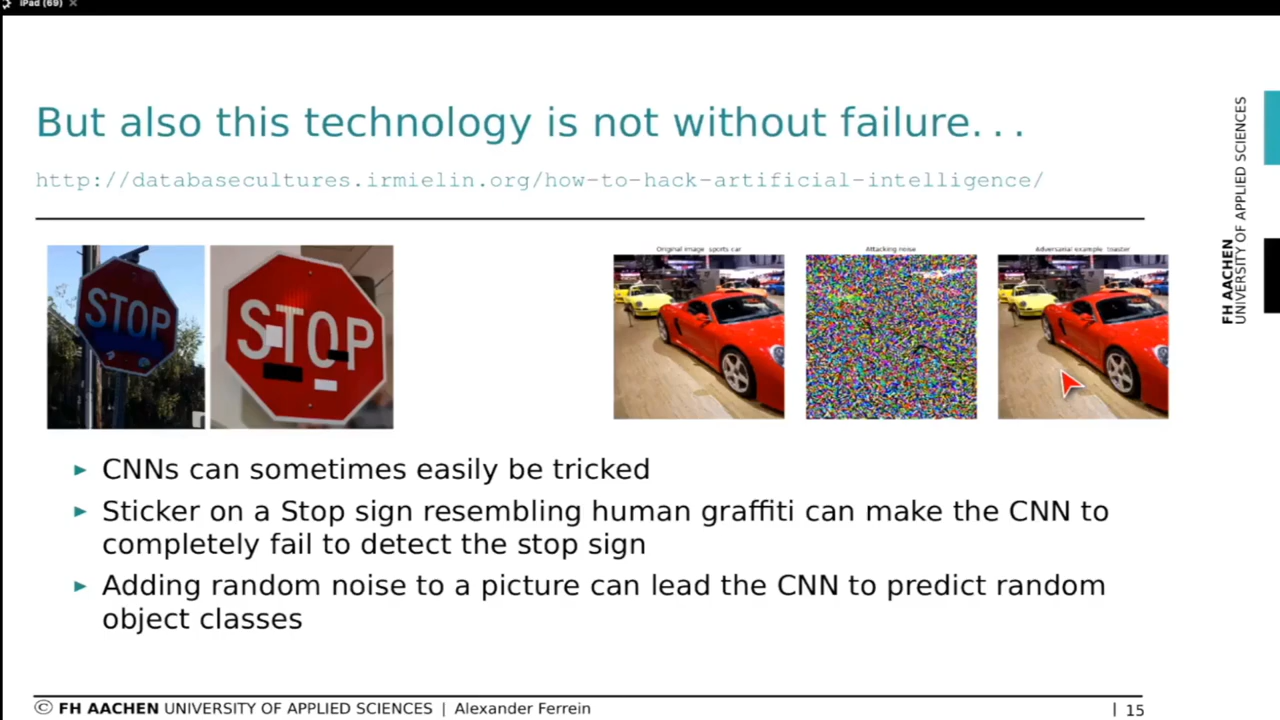 iPad (69) ×
But also this technology is not without failure. . .
http://databasecultures.irmielin.org/how-to-hack-artificial-intelligence/
FH AACHEN
UNIVERSITY OF APPLIED SCIENCES
STOP
STOP
Original image sports car
Attacking noise
Adversarial example toaster
► CNNs can sometimes easily be tricked
► Sticker on a Stop sign resembling human graffiti can make the CNN to
completely fail to detect the stop sign
► Adding random noise to a picture can lead the CNN to predict random
object classes
© FH AACHEN UNIVERSITY OF APPLIED SCIENCES | Alexander Ferrein
| 15